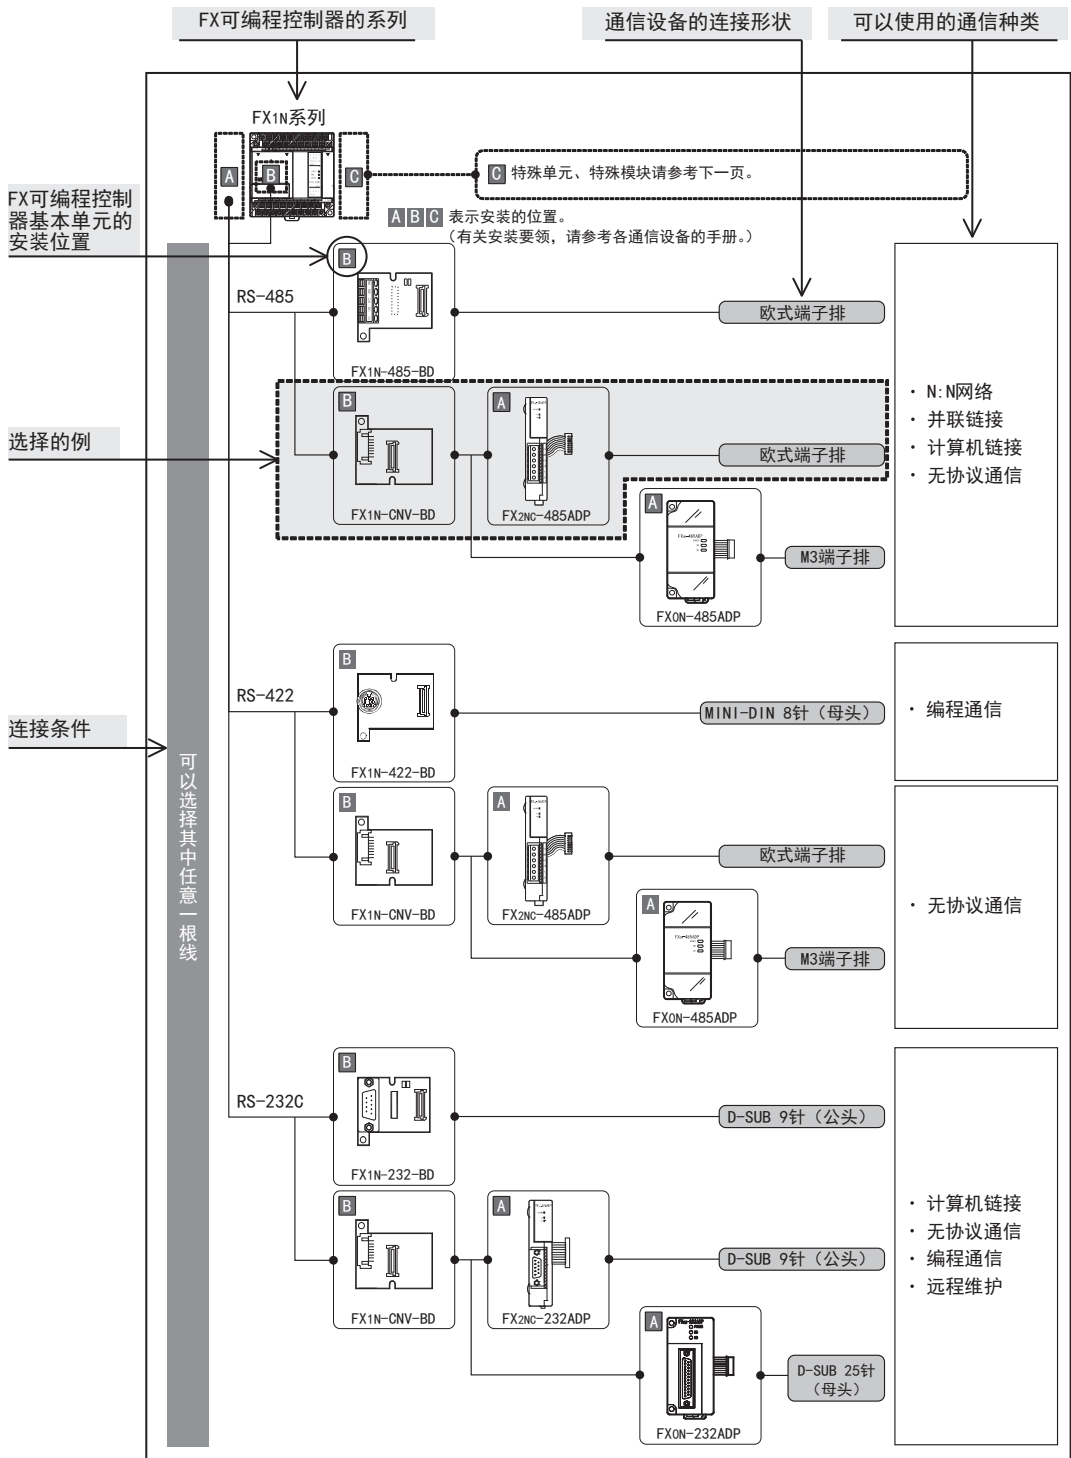 FX可编程控制器的系列
通信设备的连接形状
可以使用的通信种类
FX1N系列
A
B
C
C 特殊单元、特殊模块请参考下一页。
FX可编程控制
器基本单元的
安装位置
A B C 表示安装的位置。
（有关安装要领，请参考各通信设备的手册。）
B
RS-485
欧式端子排
FX1N-485-BD
选择的例
B
A
欧式端子排
FX1N-CNV-BD
FX2NC-485ADP
A
M3端子排
FX0N-485ADP
・ N:N网络
・ 并联链接
・ 计算机链接
・ 无协议通信
连接条件
可以选择其中任意一根线
B
RS-422
MINI-DIN 8针（母头）
・ 编程通信
FX1N-422-BD
B
A
欧式端子排
FX1N-CNV-BD
FX2NC-485ADP
A
M3端子排
FX0N-485ADP
・ 无协议通信
B
RS-232C
D-SUB 9针（公头）
FX1N-232-BD
B
A
D-SUB 9针（公头）
FX1N-CNV-BD
FX2NC-232ADP
A
D-SUB 25针
（母头）
FX0N-232ADP
・ 计算机链接
・ 无协议通信
・ 编程通信
・ 远程维护